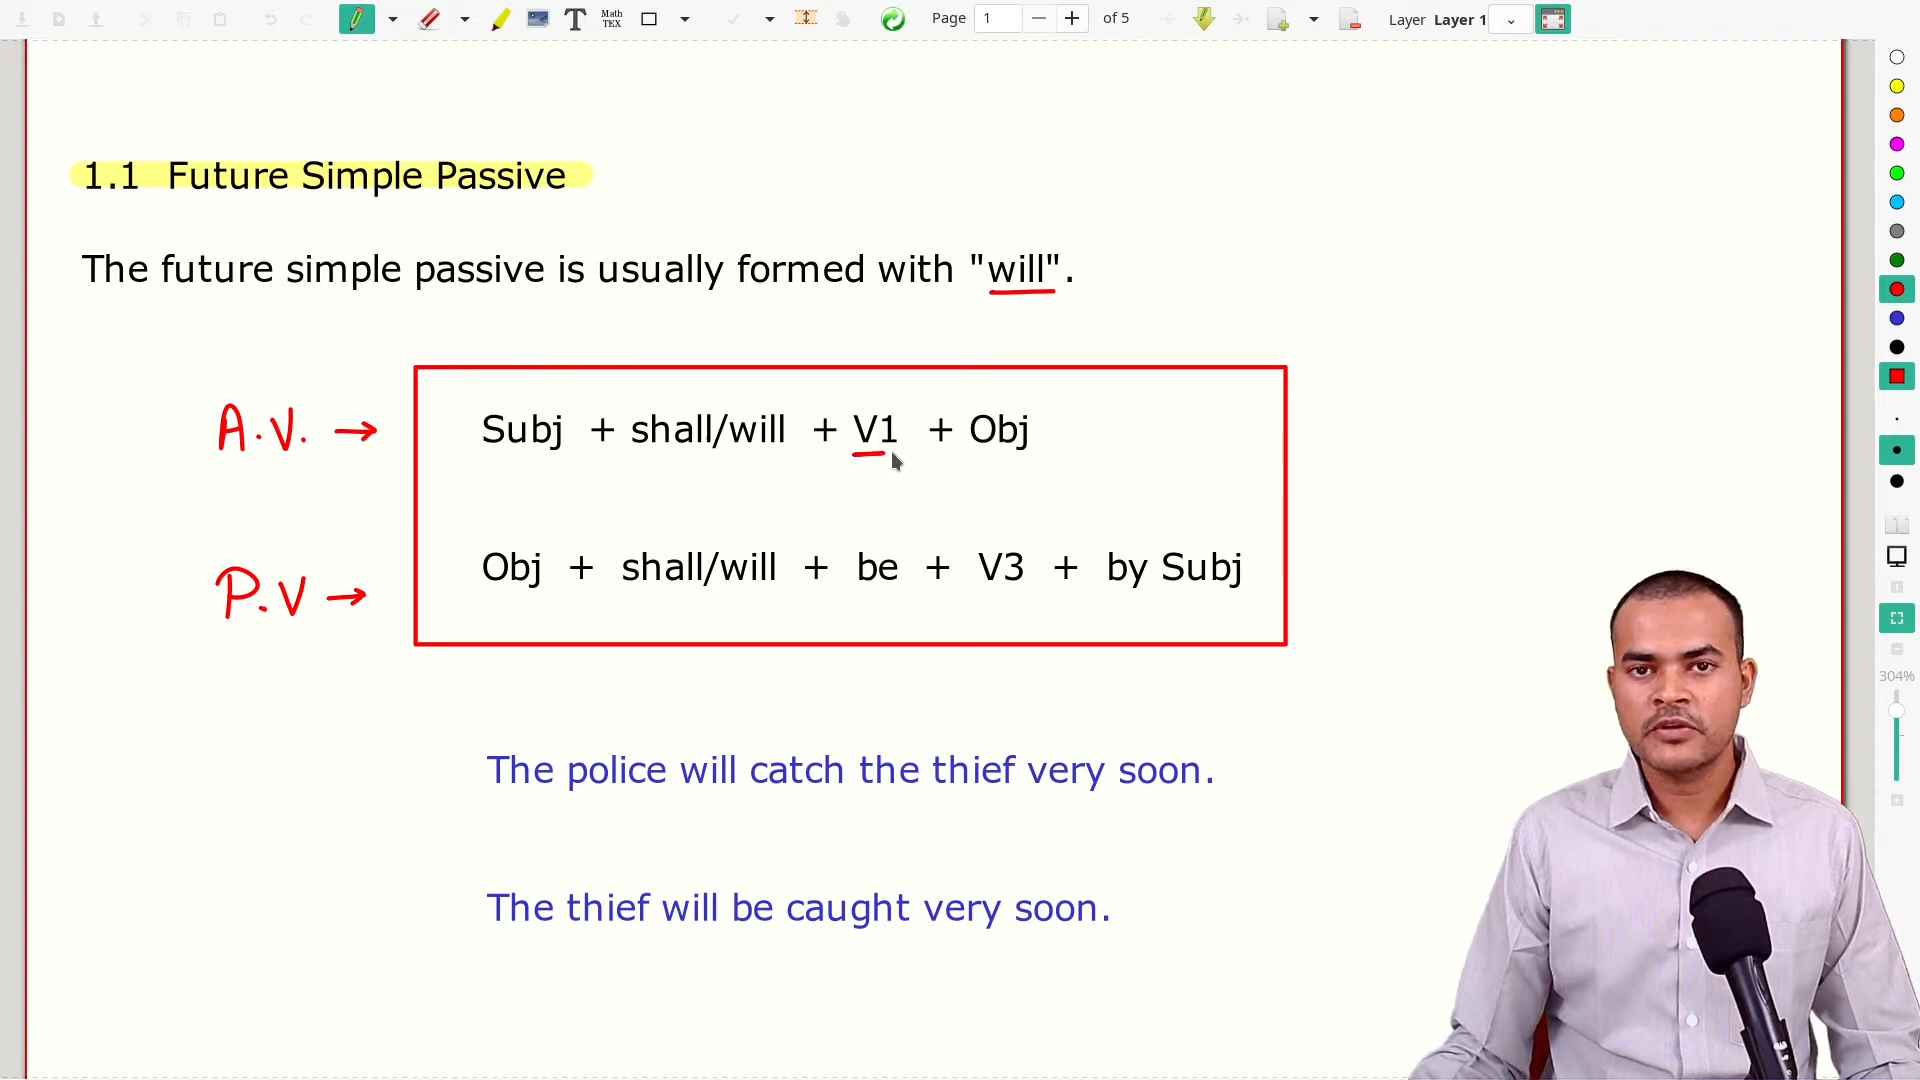 Math
TEX
Page 1 of 5
Layer Layer 1
1.1 Future Simple Passive
The future simple passive is usually formed with "will".
A.V. → Subj + shall/will + V1 + Obj
P.V → Obj + shall/will + be + V3 + by Subj
304%
The police will catch the thief very soon.
The thief will be caught very soon.